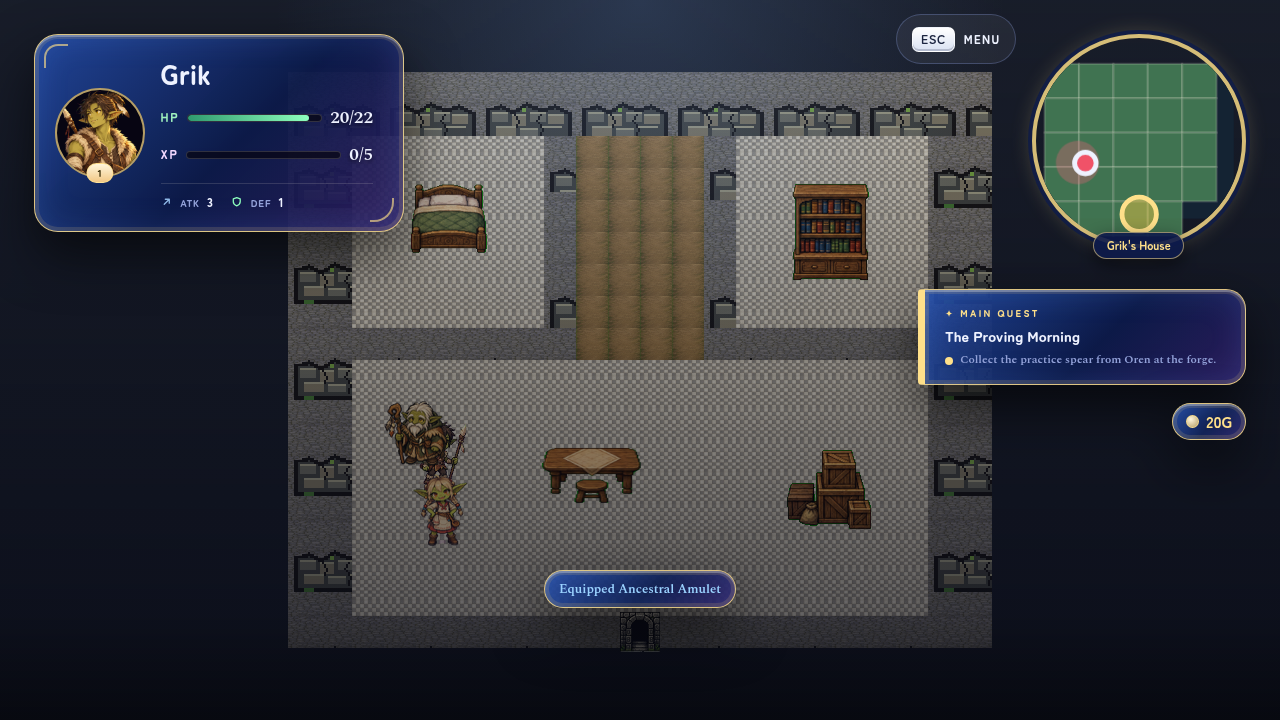 Grik
HP 20/22
XP 0/5
1
ATK 3 DEF 1
ESC MENU
Grik's House
MAIN QUEST
The Proving Morning
Collect the practice spear from Oren at the forge.
20G
Equipped Ancestral Amulet